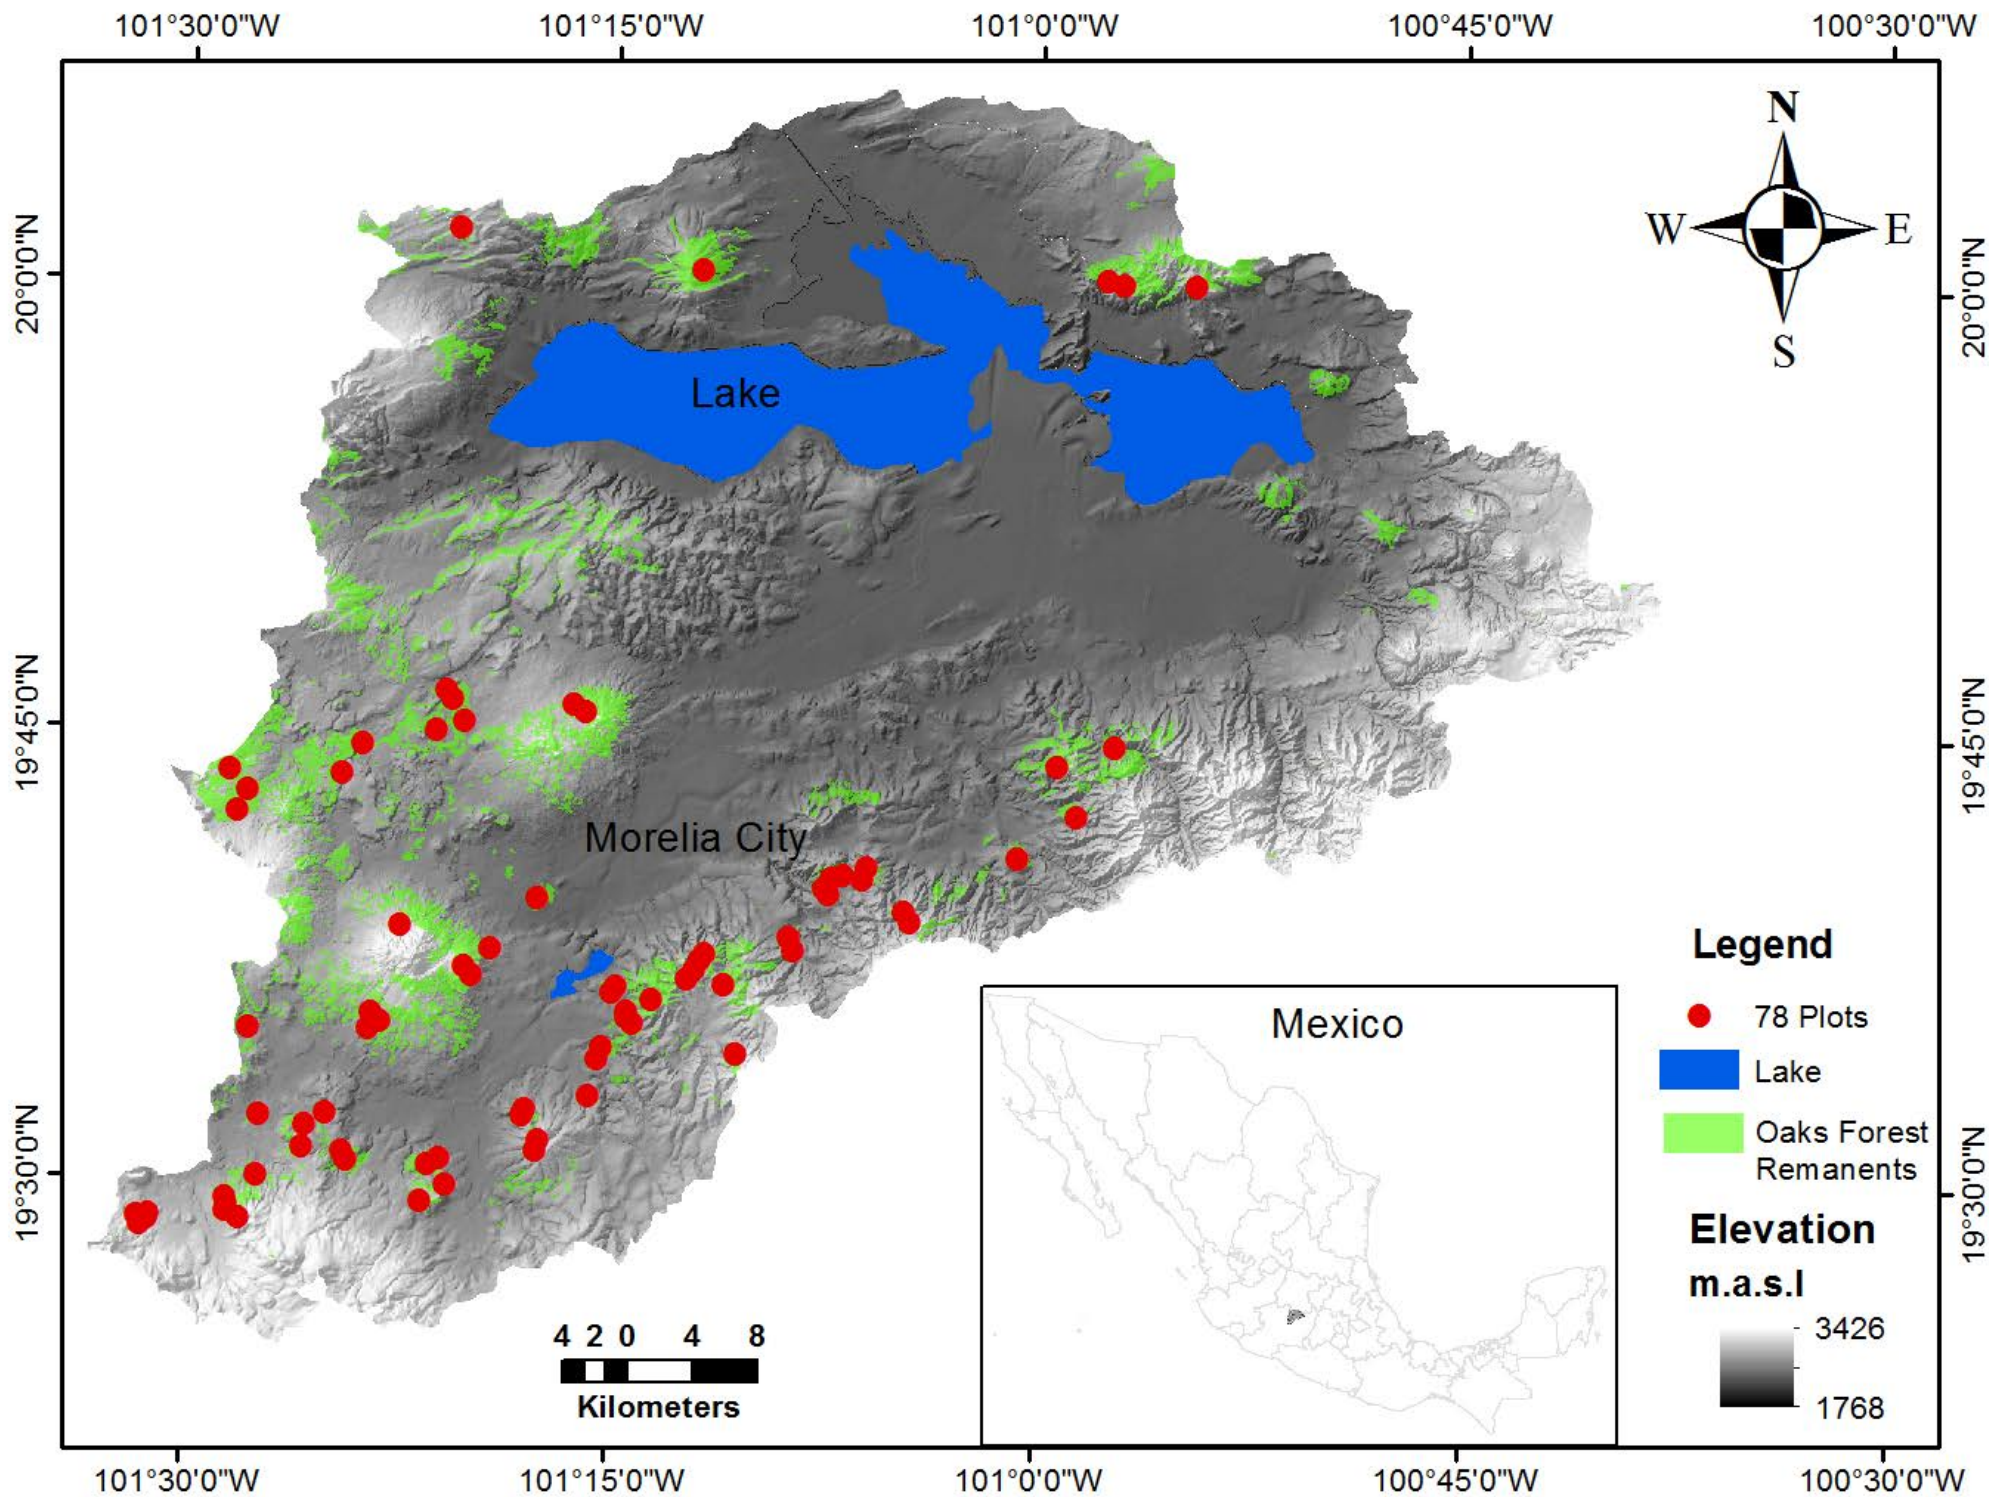 101°30'0"W 101°15'0"W 101°0'0"W 100°45'0"W 100°30'0"W
N
W E
S
20°0'0"N
20°0'0"N
Lake
19°45'0"N
19°45'0"N
Morelia City
Legend
78 Plots
Lake
Oaks Forest
Remanents
Mexico
19°30'0"N
19°30'0"N
Elevation
m.a.s.l
3426
1768
4 2 0 4 8
Kilometers
101°30'0"W 101°15'0"W 101°0'0"W 100°45'0"W 100°30'0"W